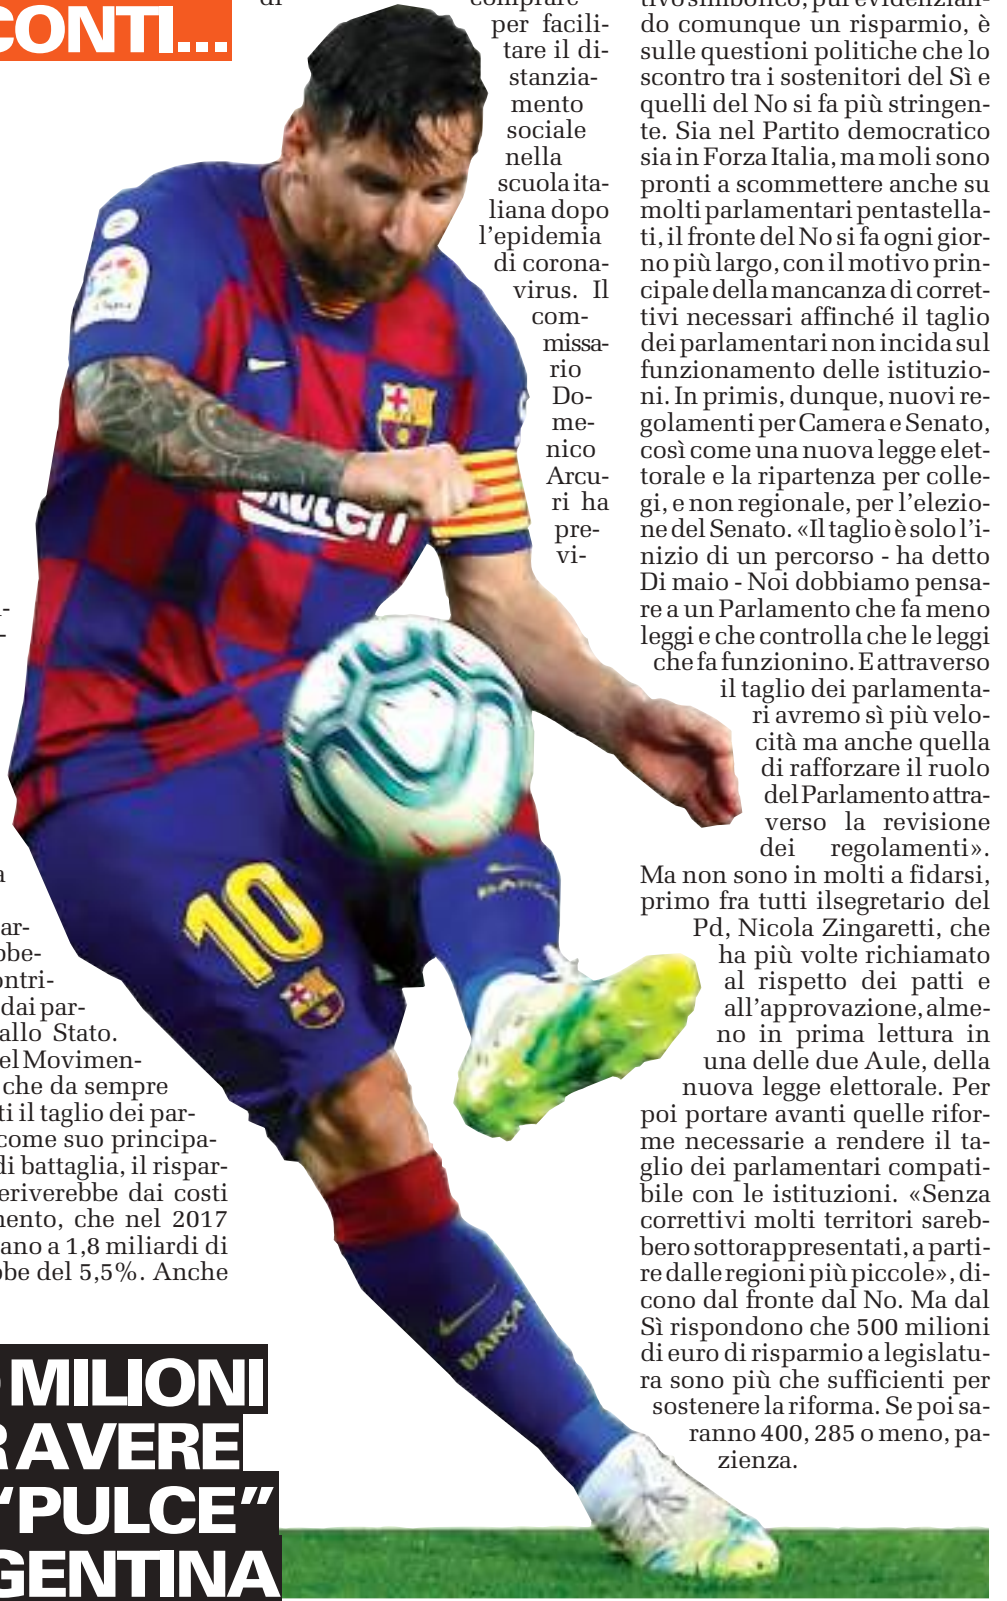 CONTI...
di
comprare
per facili-
tare il di-
stanzia-
mento
sociale
nella
scuola ita-
liana dopo
l'epidemia
di corona-
virus. Il
com-
missa-
rio
Do-
me-
nico
Arcu-
ri ha
pre-
vi-
tivo simbolico, pur evidenzian-
do comunque un risparmio, è
sulle questioni politiche che lo
scontro tra i sostenitori del Sì e
quelli del No si fa più stringen-
te. Sia nel Partito democratico
sia in Forza Italia, ma moli sono
pronti a scommettere anche su
molti parlamentari pentastella-
ti, il fronte del No si fa ogni gior-
no più largo, con il motivo prin-
cipale della mancanza di corret-
tivi necessari affinché il taglio
dei parlamentari non incida sul
funzionamento delle istituzio-
ni. In primis, dunque, nuovi re-
golamenti per Camera e Senato,
così come una nuova legge elet-
torale e la ripartenza per colle-
gi, e non regionale, per l'elezio-
ne del Senato. «Il taglio è solo l'i-
nizio di un percorso - ha detto
Di maio - Noi dobbiamo pensa-
re a un Parlamento che fa meno
leggi e che controlla che le leggi
che fa funzionino. E attraverso
il taglio dei parlamenta-
ri avremo sì più velo-
cità ma anche quella
di rafforzare il ruolo
del Parlamento attra-
verso la revisione
dei regolamenti».
Ma non sono in molti a fidarsi,
primo fra tutti ilsegretario del
Pd, Nicola Zingaretti, che
ha più volte richiamato
al rispetto dei patti e
all'approvazione, alme-
no in prima lettura in
una delle due Aule, della
nuova legge elettorale. Per
poi portare avanti quelle rifor-
me necessarie a rendere il ta-
glio dei parlamentari compati-
bile con le istituzioni. «Senza
correttivi molti territori sareb-
bero sottorappresentati, a parti-
re dalle regioni più piccole», di-
cono dal fronte dal No. Ma dal
Sì rispondono che 500 milioni
di euro di risparmio a legislatu-
ra sono più che sufficienti per
sostenere la riforma. Se poi sa-
ranno 400, 285 o meno, pa-
zienza.
10
BARÇA
BARÇA
ar-
bbe-
ontri-
dai par-
allo Stato.
el Movimen-
che da sempre
ti il taglio dei par-
come suo principa-
di battaglia, il rispar-
eriverebbe dai costi
mento, che nel 2017
ano a 1,8 miliardi di
bbe del 5,5%. Anche
MILIONI
R AVERE
"PULCE"
GENTINA